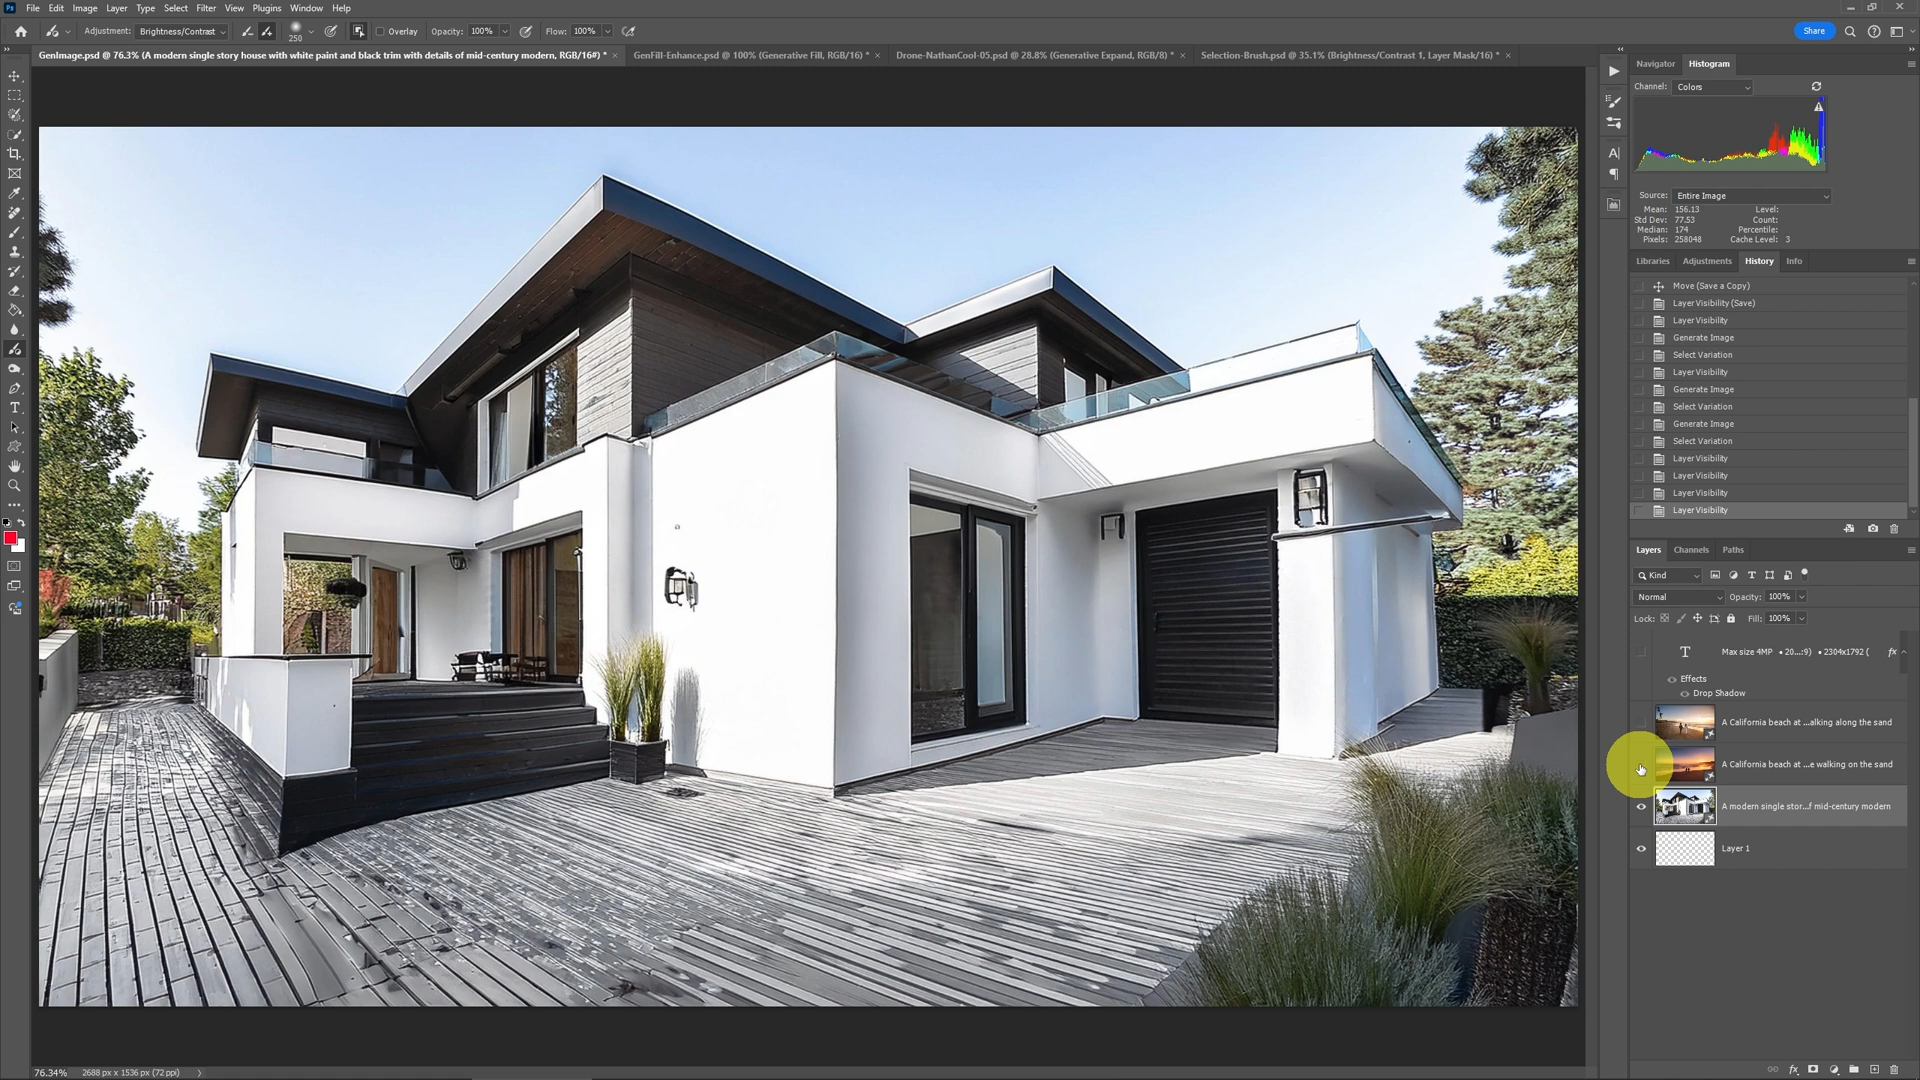 Ps File Edit Image Layer Type Select Filter View Plugins Window Help
Adjustment: Brightness/Contrast 250 Overlay Opacity: 100% Flow: 100% Share
GenImage.psd @ 76.3% (A modern single story house with white paint and black trim with details of mid-century modern, RGB/16#) * × GenFill-Enhance.psd @ 100% (Generative Fill, RGB/16) * × Drone-NathanCool-05.psd @ 28.8% (Generative Expand, RGB/8) * × Selection-Brush.psd @ 35.1% (Brightness/Contrast 1, Layer Mask/16) * ×
Navigator Histogram
Channel: Colors
Source: Entire Image
Mean: 156.13 Level:
Std Dev: 77.53 Count:
Median: 174 Percentile:
Pixels: 258048 Cache Level: 3
Libraries Adjustments History Info
Move (Save a Copy)
Layer Visibility (Save)
Layer Visibility
Generate Image
Select Variation
Layer Visibility
Generate Image
Select Variation
Generate Image
Select Variation
Layer Visibility
Layer Visibility
Layer Visibility
Layer Visibility
Layers Channels Paths
Kind
Normal Opacity: 100%
Lock: Fill: 100%
T Max size 4MP • 20...:9) • 2304x1792 ( fx
Effects
Drop Shadow
A California beach at ...alking along the sand
A California beach at ...e walking on the sand
A modern single stor...f mid-century modern
Layer 1
76.34% 2688 px x 1536 px (72 ppi)